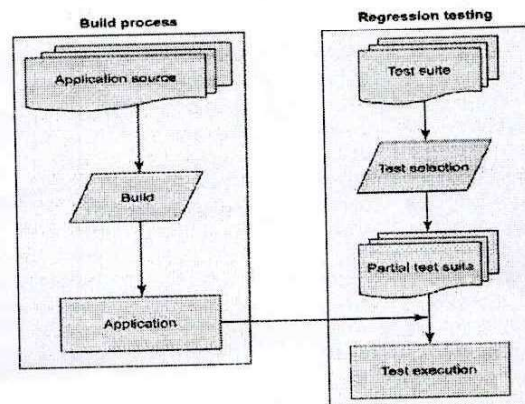 Build process
Application source
Build
Application
Regression testing
Test suite
Test selection
Partial test suite
Test execution